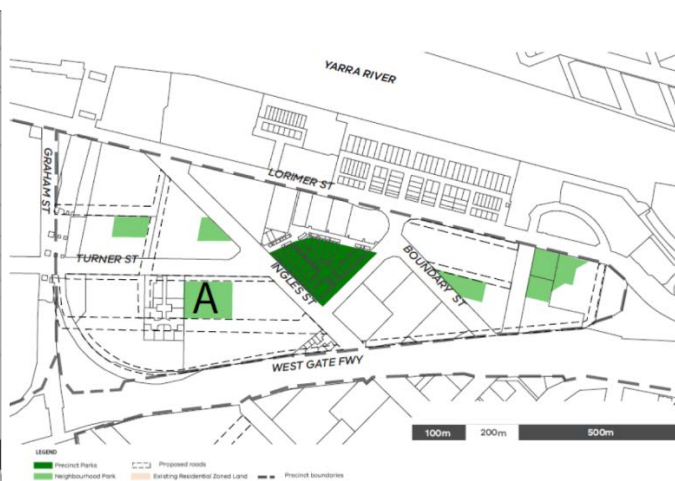 YARRA RIVER
LORIMER ST
GRAHAM ST
TURNER ST
INGLES ST
BOUNDARY ST
A
WEST GATE FWY
100m 200m 500m
LEGEND
Precinct Parks Proposed roads
Neighbourhood Park Existing Residential Zoned Land Precinct boundaries